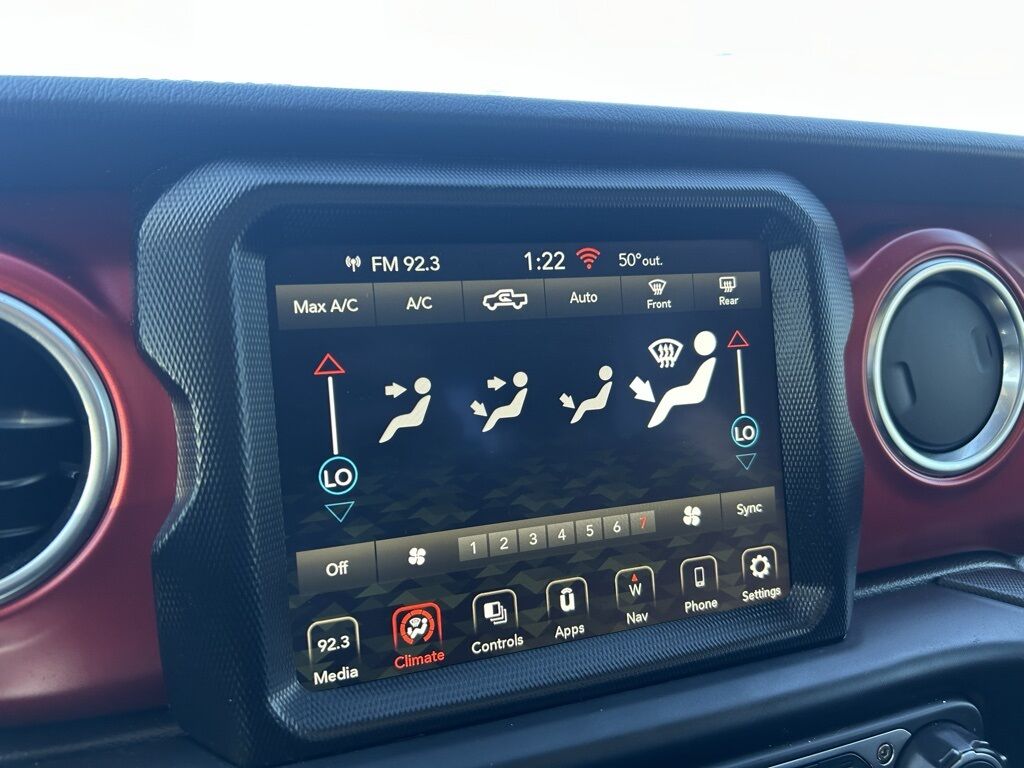 FM 92.3 1:22 50° out.
Max A/C A/C Auto Front Rear
LO LO
Off 1 2 3 4 5 6 7 Sync
92.3 W
Media Climate Controls Apps Nav Phone Settings